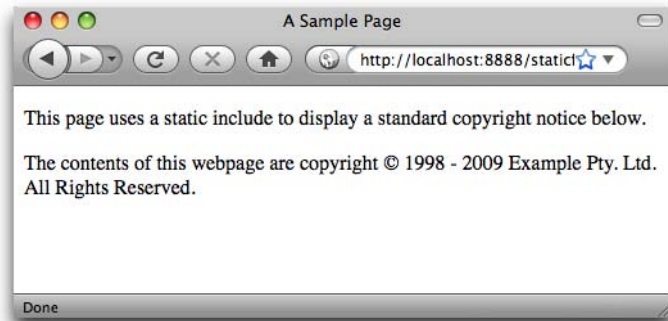 A Sample Page
http://localhost:8888/static
This page uses a static include to display a standard copyright notice below.
The contents of this webpage are copyright © 1998 - 2009 Example Pty. Ltd.
All Rights Reserved.
Done